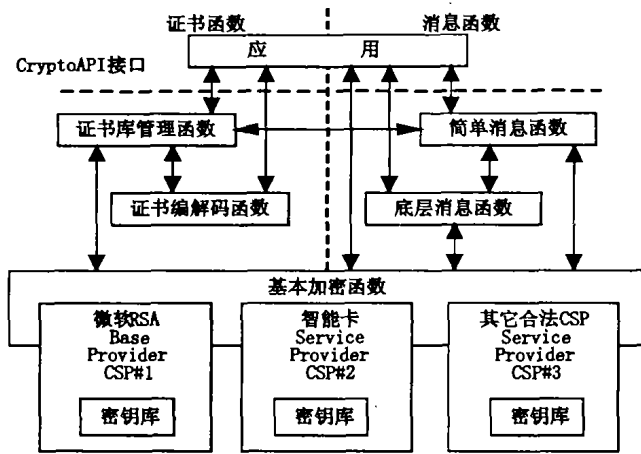 证书函数
消息函数
应 用
CryptoAPI接口
证书库管理函数
简单消息函数
证书编解码函数
底层消息函数
基本加密函数
微软RSA
Base
Provider
CSP#1
密钥库
智能卡
Service
Provider
CSP#2
密钥库
其它合法CSP
Service
Provider
CSP#3
密钥库